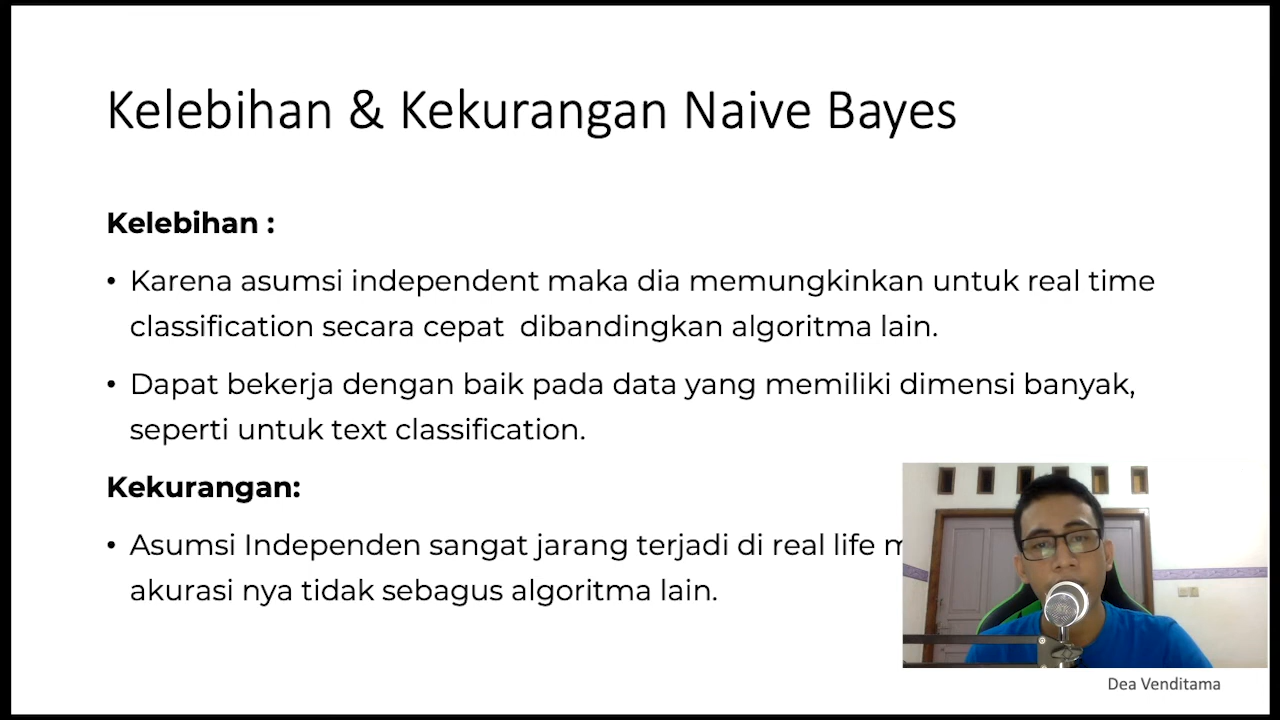 Kelebihan & Kekurangan Naive Bayes
Kelebihan :
• Karena asumsi independent maka dia memungkinkan untuk real time
classification secara cepat  dibandingkan algoritma lain.
• Dapat bekerja dengan baik pada data yang memiliki dimensi banyak,
seperti untuk text classification.
Kekurangan:
• Asumsi Independen sangat jarang terjadi di real life
akurasi nya tidak sebagus algoritma lain.
Dea Venditama